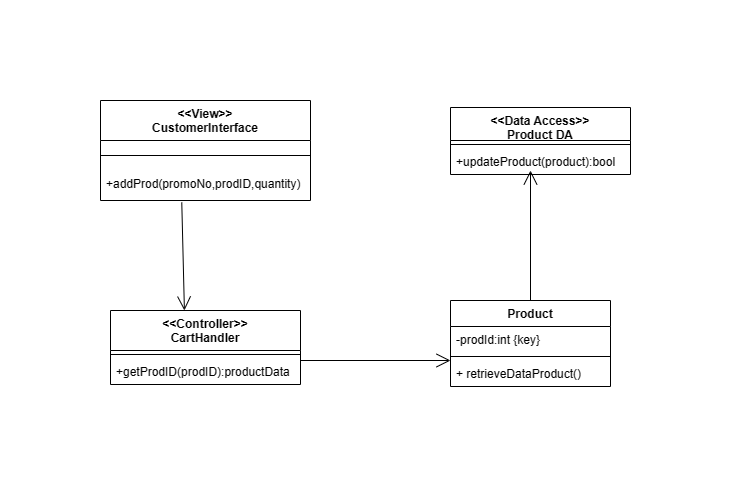 <<View>>
CustomerInterface
+addProd(promoNo,prodID,quantity)
<<Data Access>>
Product DA
+updateProduct(product):bool
<<Controller>>
CartHandler
+getProdID(prodID):productData
Product
-prodId:int {key}
+ retrieveDataProduct()